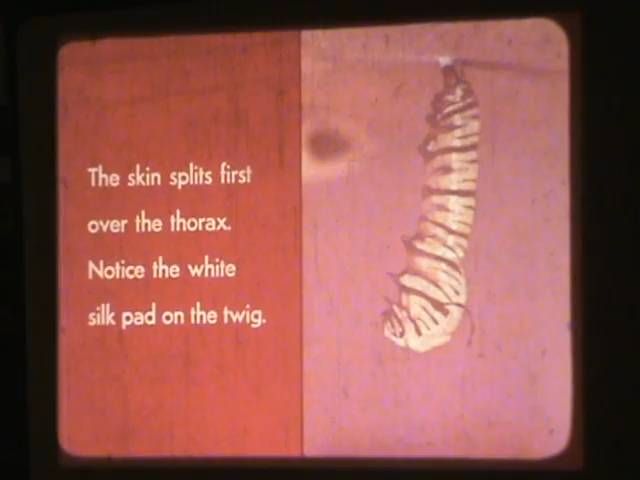 The skin splits first
over the thorax.
Notice the white
silk pad on the twig.